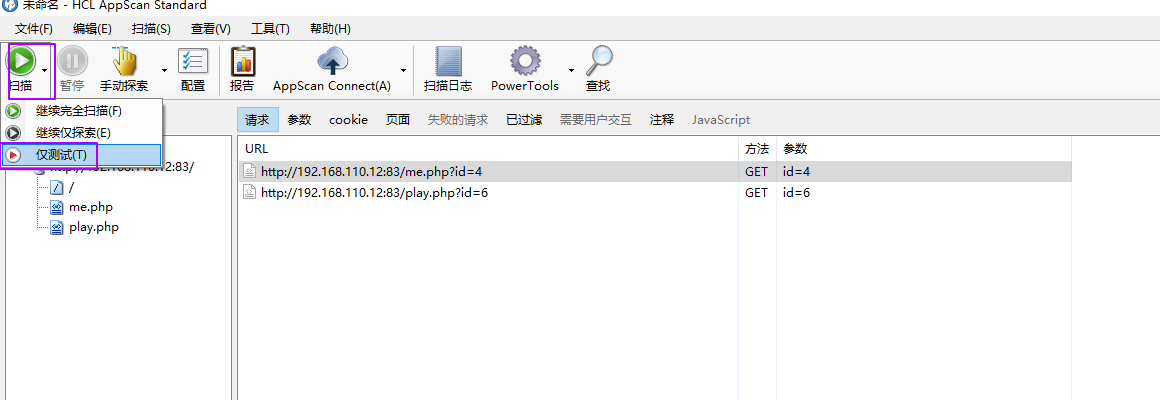 未命名 - HCL AppScan Standard
文件(F) 编辑(E) 扫描(S) 查看(V) 工具(T) 帮助(H)
扫描 暂停 手动探索 配置 报告 AppScan Connect(A) 扫描日志 PowerTools 查找
继续完全扫描(F)
继续仅探索(E)
仅测试(T)
http://192.168.110.12:83/
/
me.php
play.php
请求 参数 cookie 页面 失败的请求 已过滤 需要用户交互 注释 JavaScript
URL 方法 参数
http://192.168.110.12:83/me.php?id=4 GET id=4
http://192.168.110.12:83/play.php?id=6 GET id=6